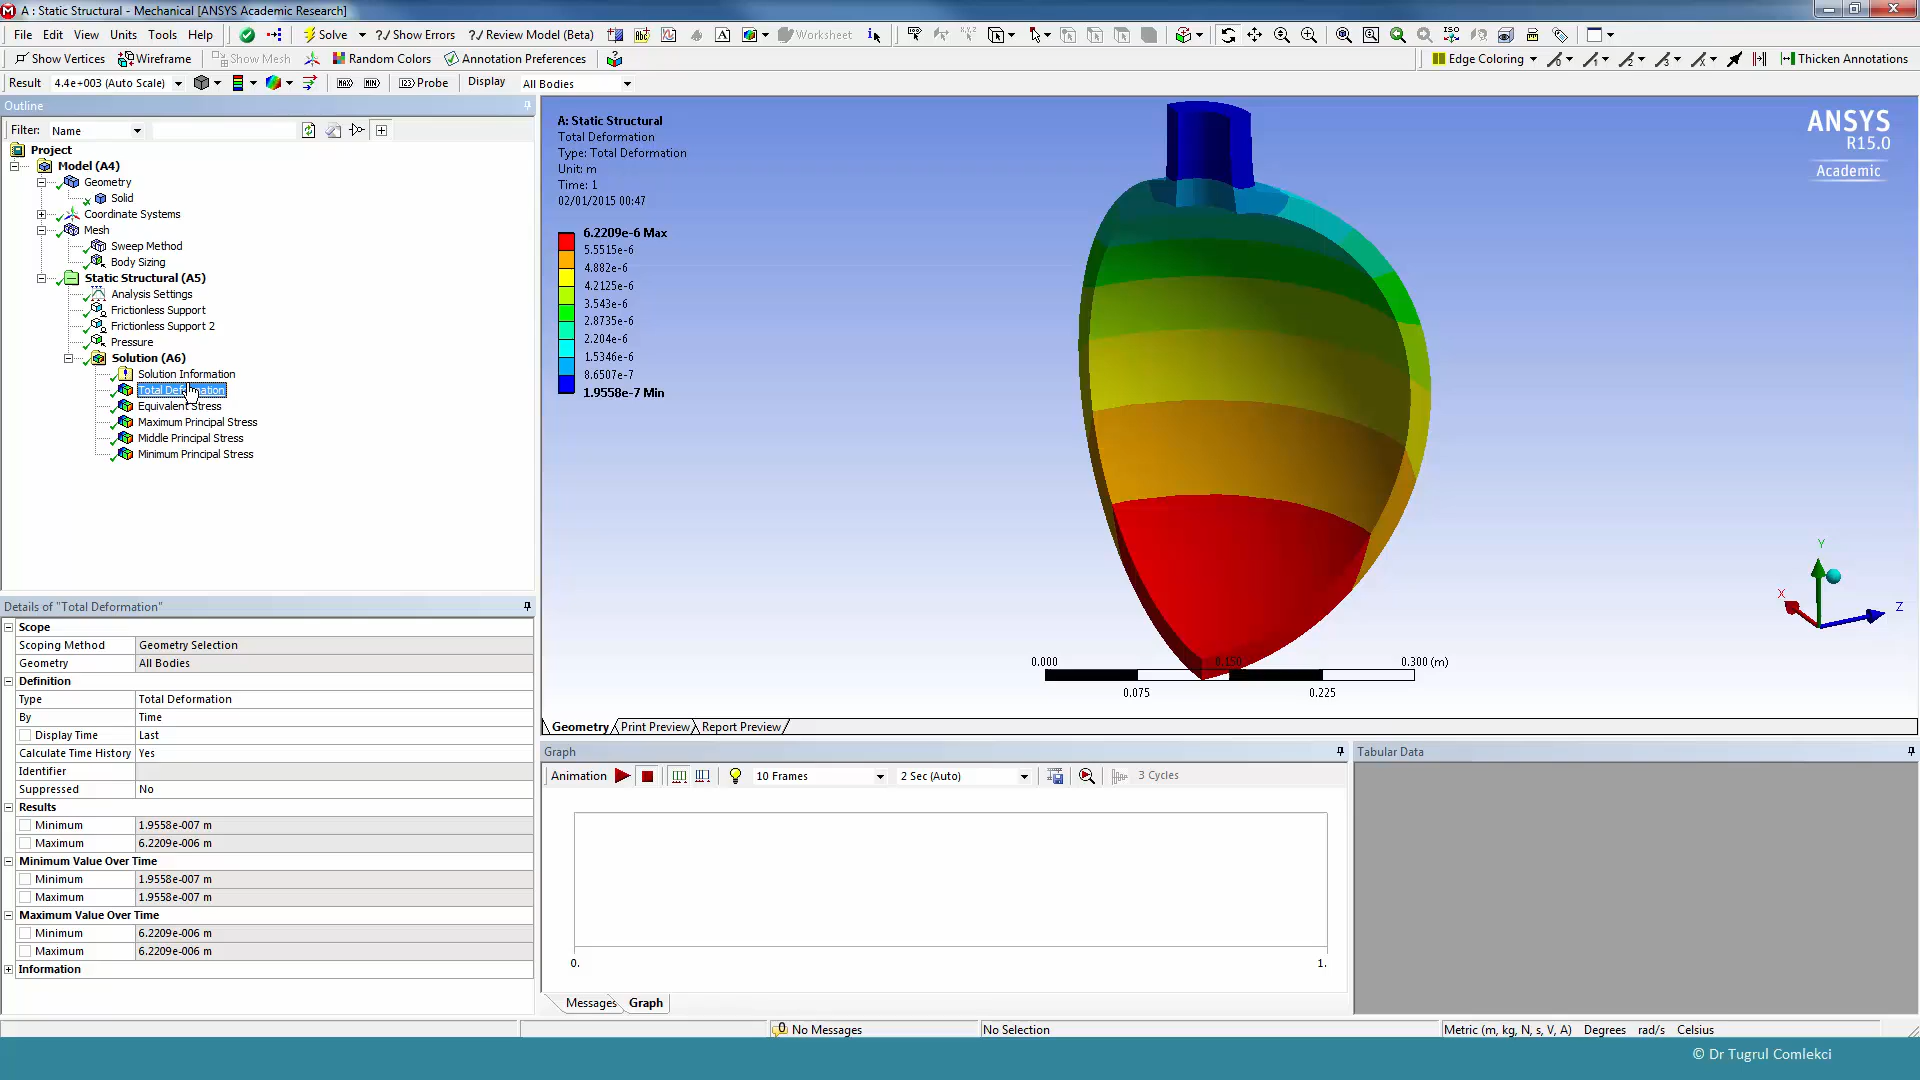 A : Static Structural - Mechanical [ANSYS Academic Research]
File Edit View Units Tools Help Solve ?/ Show Errors ?/ Review Model (Beta) Worksheet
Show Vertices Wireframe Show Mesh Random Colors Annotation Preferences Edge Coloring Thicken Annotations
Result 4.4e+003 (Auto Scale) MAX MIN Probe Display All Bodies
Outline
Filter: Name
Project
Model (A4)
Geometry
Solid
Coordinate Systems
Mesh
Sweep Method
Body Sizing
Static Structural (A5)
Analysis Settings
Frictionless Support
Frictionless Support 2
Pressure
Solution (A6)
Solution Information
Total Deformation
Equivalent Stress
Maximum Principal Stress
Middle Principal Stress
Minimum Principal Stress
Details of "Total Deformation"
Scope
Scoping Method Geometry Selection
Geometry All Bodies
Definition
Type Total Deformation
By Time
Display Time Last
Calculate Time History Yes
Identifier
Suppressed No
Results
Minimum 1.9558e-007 m
Maximum 6.2209e-006 m
Minimum Value Over Time
Minimum 1.9558e-007 m
Maximum 1.9558e-007 m
Maximum Value Over Time
Minimum 6.2209e-006 m
Maximum 6.2209e-006 m
Information
A: Static Structural
Total Deformation
Type: Total Deformation
Unit: m
Time: 1
02/01/2015 00:47
6.2209e-6 Max
5.5515e-6
4.882e-6
4.2125e-6
3.543e-6
2.8735e-6
2.204e-6
1.5346e-6
8.6507e-7
1.9558e-7 Min
ANSYS
R15.0
Academic
Y
X
Z
0.000 0.150 0.300 (m)
0.075 0.225
Geometry Print Preview Report Preview
Graph
Animation 10 Frames 2 Sec (Auto) 3 Cycles
0. 1.
Messages Graph
Tabular Data
No Messages No Selection Metric (m, kg, N, s, V, A) Degrees rad/s Celsius
© Dr Tugrul Comlekci